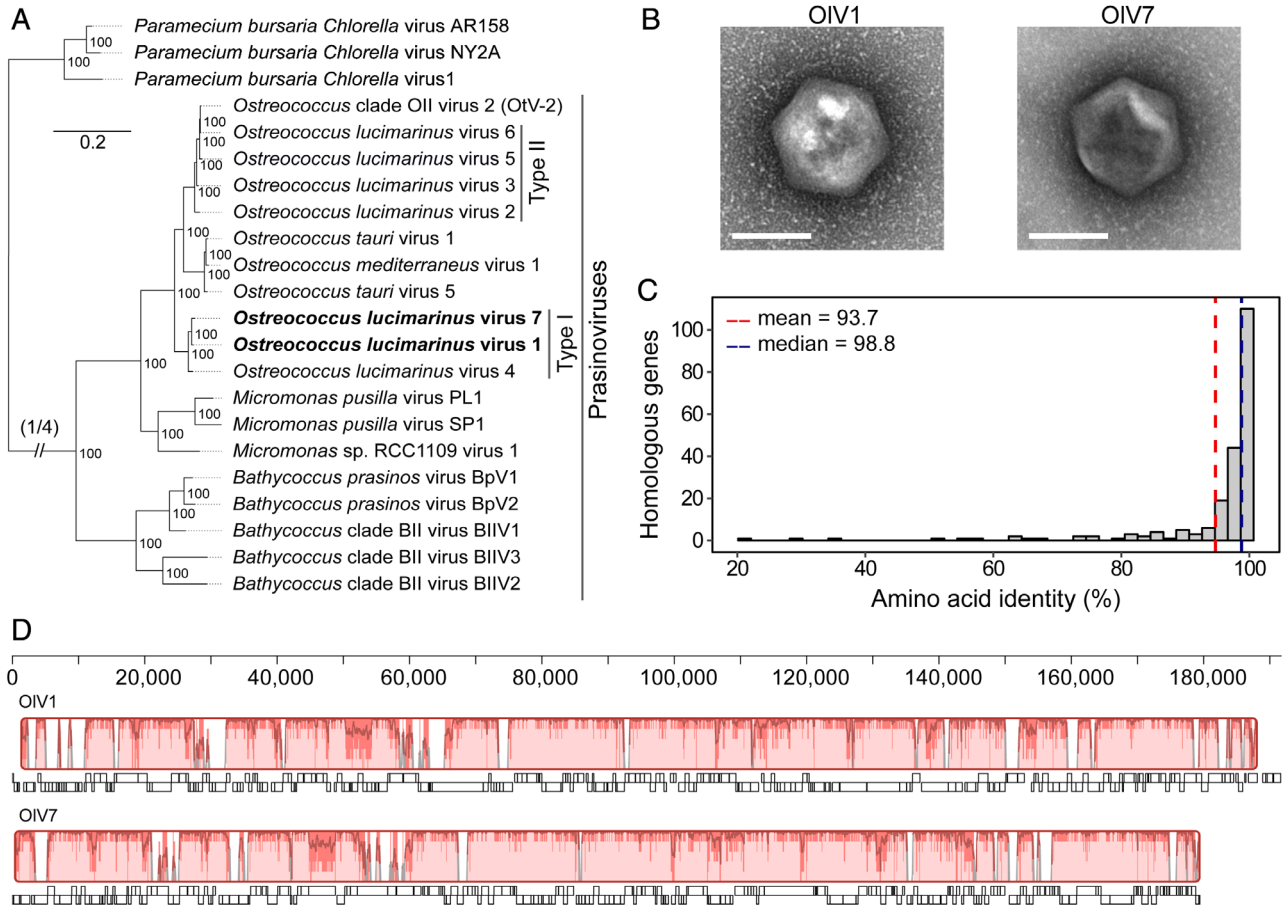 A
Paramecium bursaria Chlorella virus AR158
100
Paramecium bursaria Chlorella virus NY2A
100
Paramecium bursaria Chlorella virus1
Ostreococcus clade OII virus 2 (OtV-2)
100
Ostreococcus lucimarinus virus 6
0.2
100
Ostreococcus lucimarinus virus 5
100
Ostreococcus lucimarinus virus 3
100
Ostreococcus lucimarinus virus 2
Type II
100
Ostreococcus tauri virus 1
100
Ostreococcus mediterraneus virus 1
100
100
Ostreococcus tauri virus 5
Ostreococcus lucimarinus virus 7
100
Ostreococcus lucimarinus virus 1
100
Ostreococcus lucimarinus virus 4
Type I
100
Micromonas pusilla virus PL1
100
Micromonas pusilla virus SP1
100
Micromonas sp. RCC1109 virus 1
(1/4)
//
100
Bathycoccus prasinos virus BpV1
100
Bathycoccus prasinos virus BpV2
100
Bathycoccus clade BII virus BIIV1
100
Bathycoccus clade BII virus BIIV3
100
Bathycoccus clade BII virus BIIV2
Prasinoviruses
B
OlV1
OlV7
C
mean = 93.7
median = 98.8
Homologous genes
100
80
60
40
20
0
20
40
60
80
100
Amino acid identity (%)
D
0
20,000
40,000
60,000
80,000
100,000
120,000
140,000
160,000
180,000
OlV1
OlV7